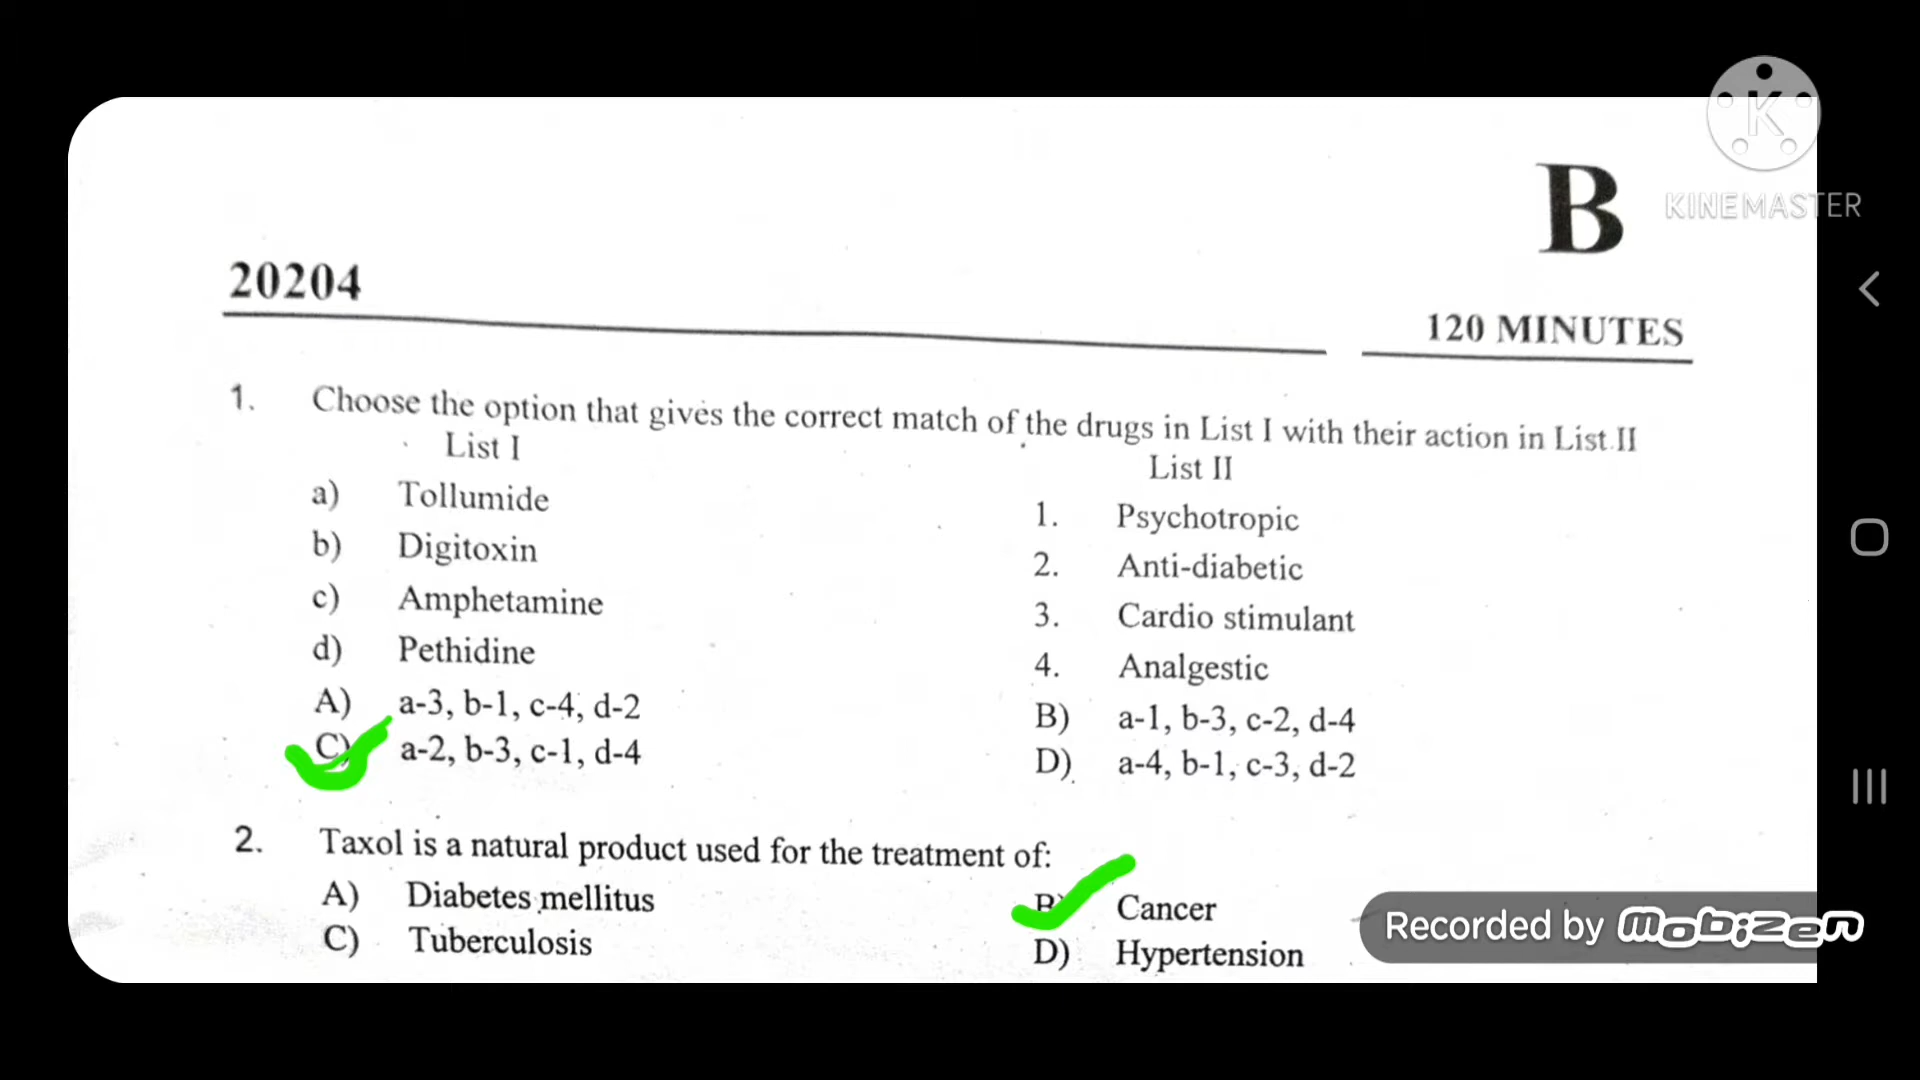 K
KINEMASTER
B
20204
120 MINUTES
1. Choose the option that gives the correct match of the drugs in List I with their action in List II
List I List II
a) Tollumide 1. Psychotropic
b) Digitoxin 2. Anti-diabetic
c) Amphetamine 3. Cardio stimulant
d) Pethidine 4. Analgestic
A) a-3, b-1, c-4, d-2 B) a-1, b-3, c-2, d-4
C) a-2, b-3, c-1, d-4 D) a-4, b-1, c-3, d-2
2. Taxol is a natural product used for the treatment of:
A) Diabetes mellitus B) Cancer
C) Tuberculosis D) Hypertension
Recorded by Mobizen